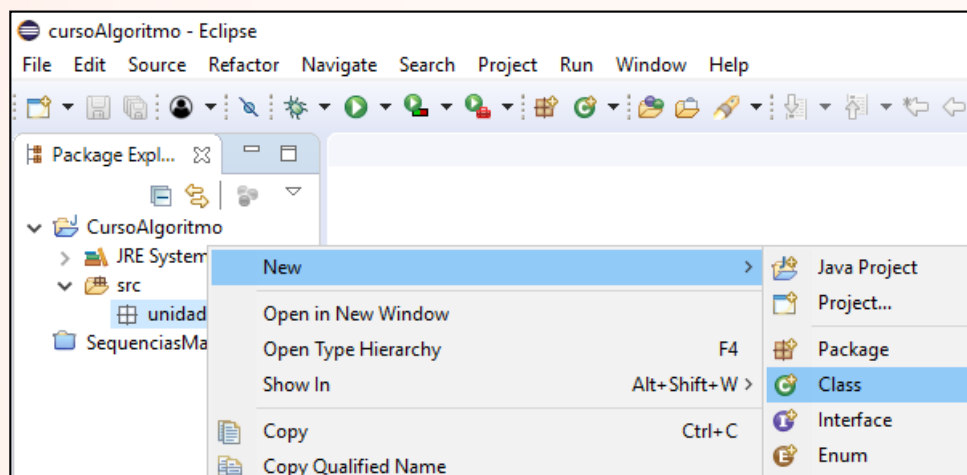 cursoAlgoritmo - Eclipse
File Edit Source Refactor Navigate Search Project Run Window Help
Package Expl...
CursoAlgoritmo
JRE System
src
unidad
SequenciasMa
New
Open in New Window
Open Type Hierarchy F4
Show In Alt+Shift+W >
Copy Ctrl+C
Copy Qualified Name
Java Project
Project...
Package
Class
Interface
Enum